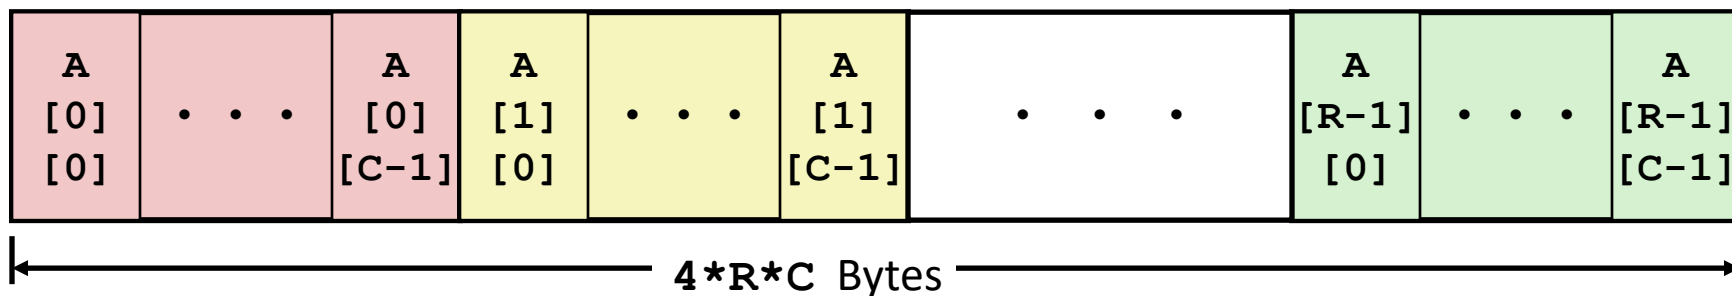 A A A A A A
[0] • • • [0] [1] • • • [1] • • • [R-1] • • • [R-1]
[0] [C-1] [0] [C-1] [0] [C-1]
4*R*C Bytes